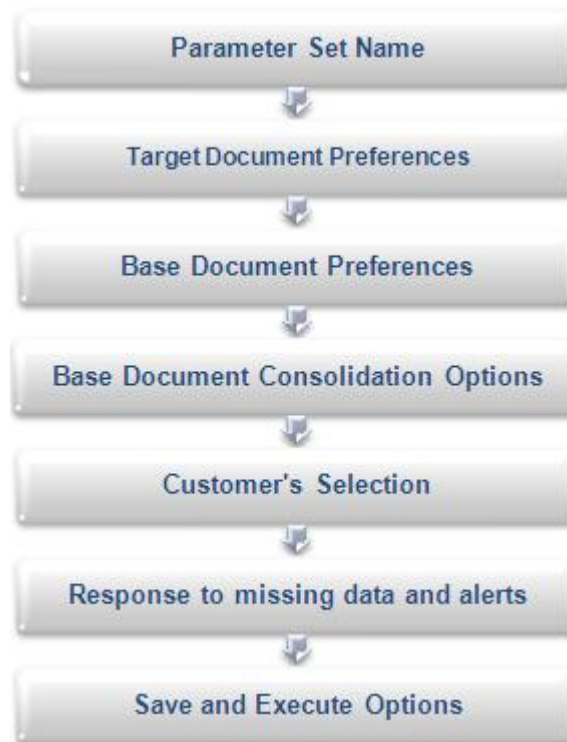 Parameter Set Name
Target Document Preferences
Base Document Preferences
Base Document Consolidation Options
Customer's Selection
Response to missing data and alerts
Save and Execute Options